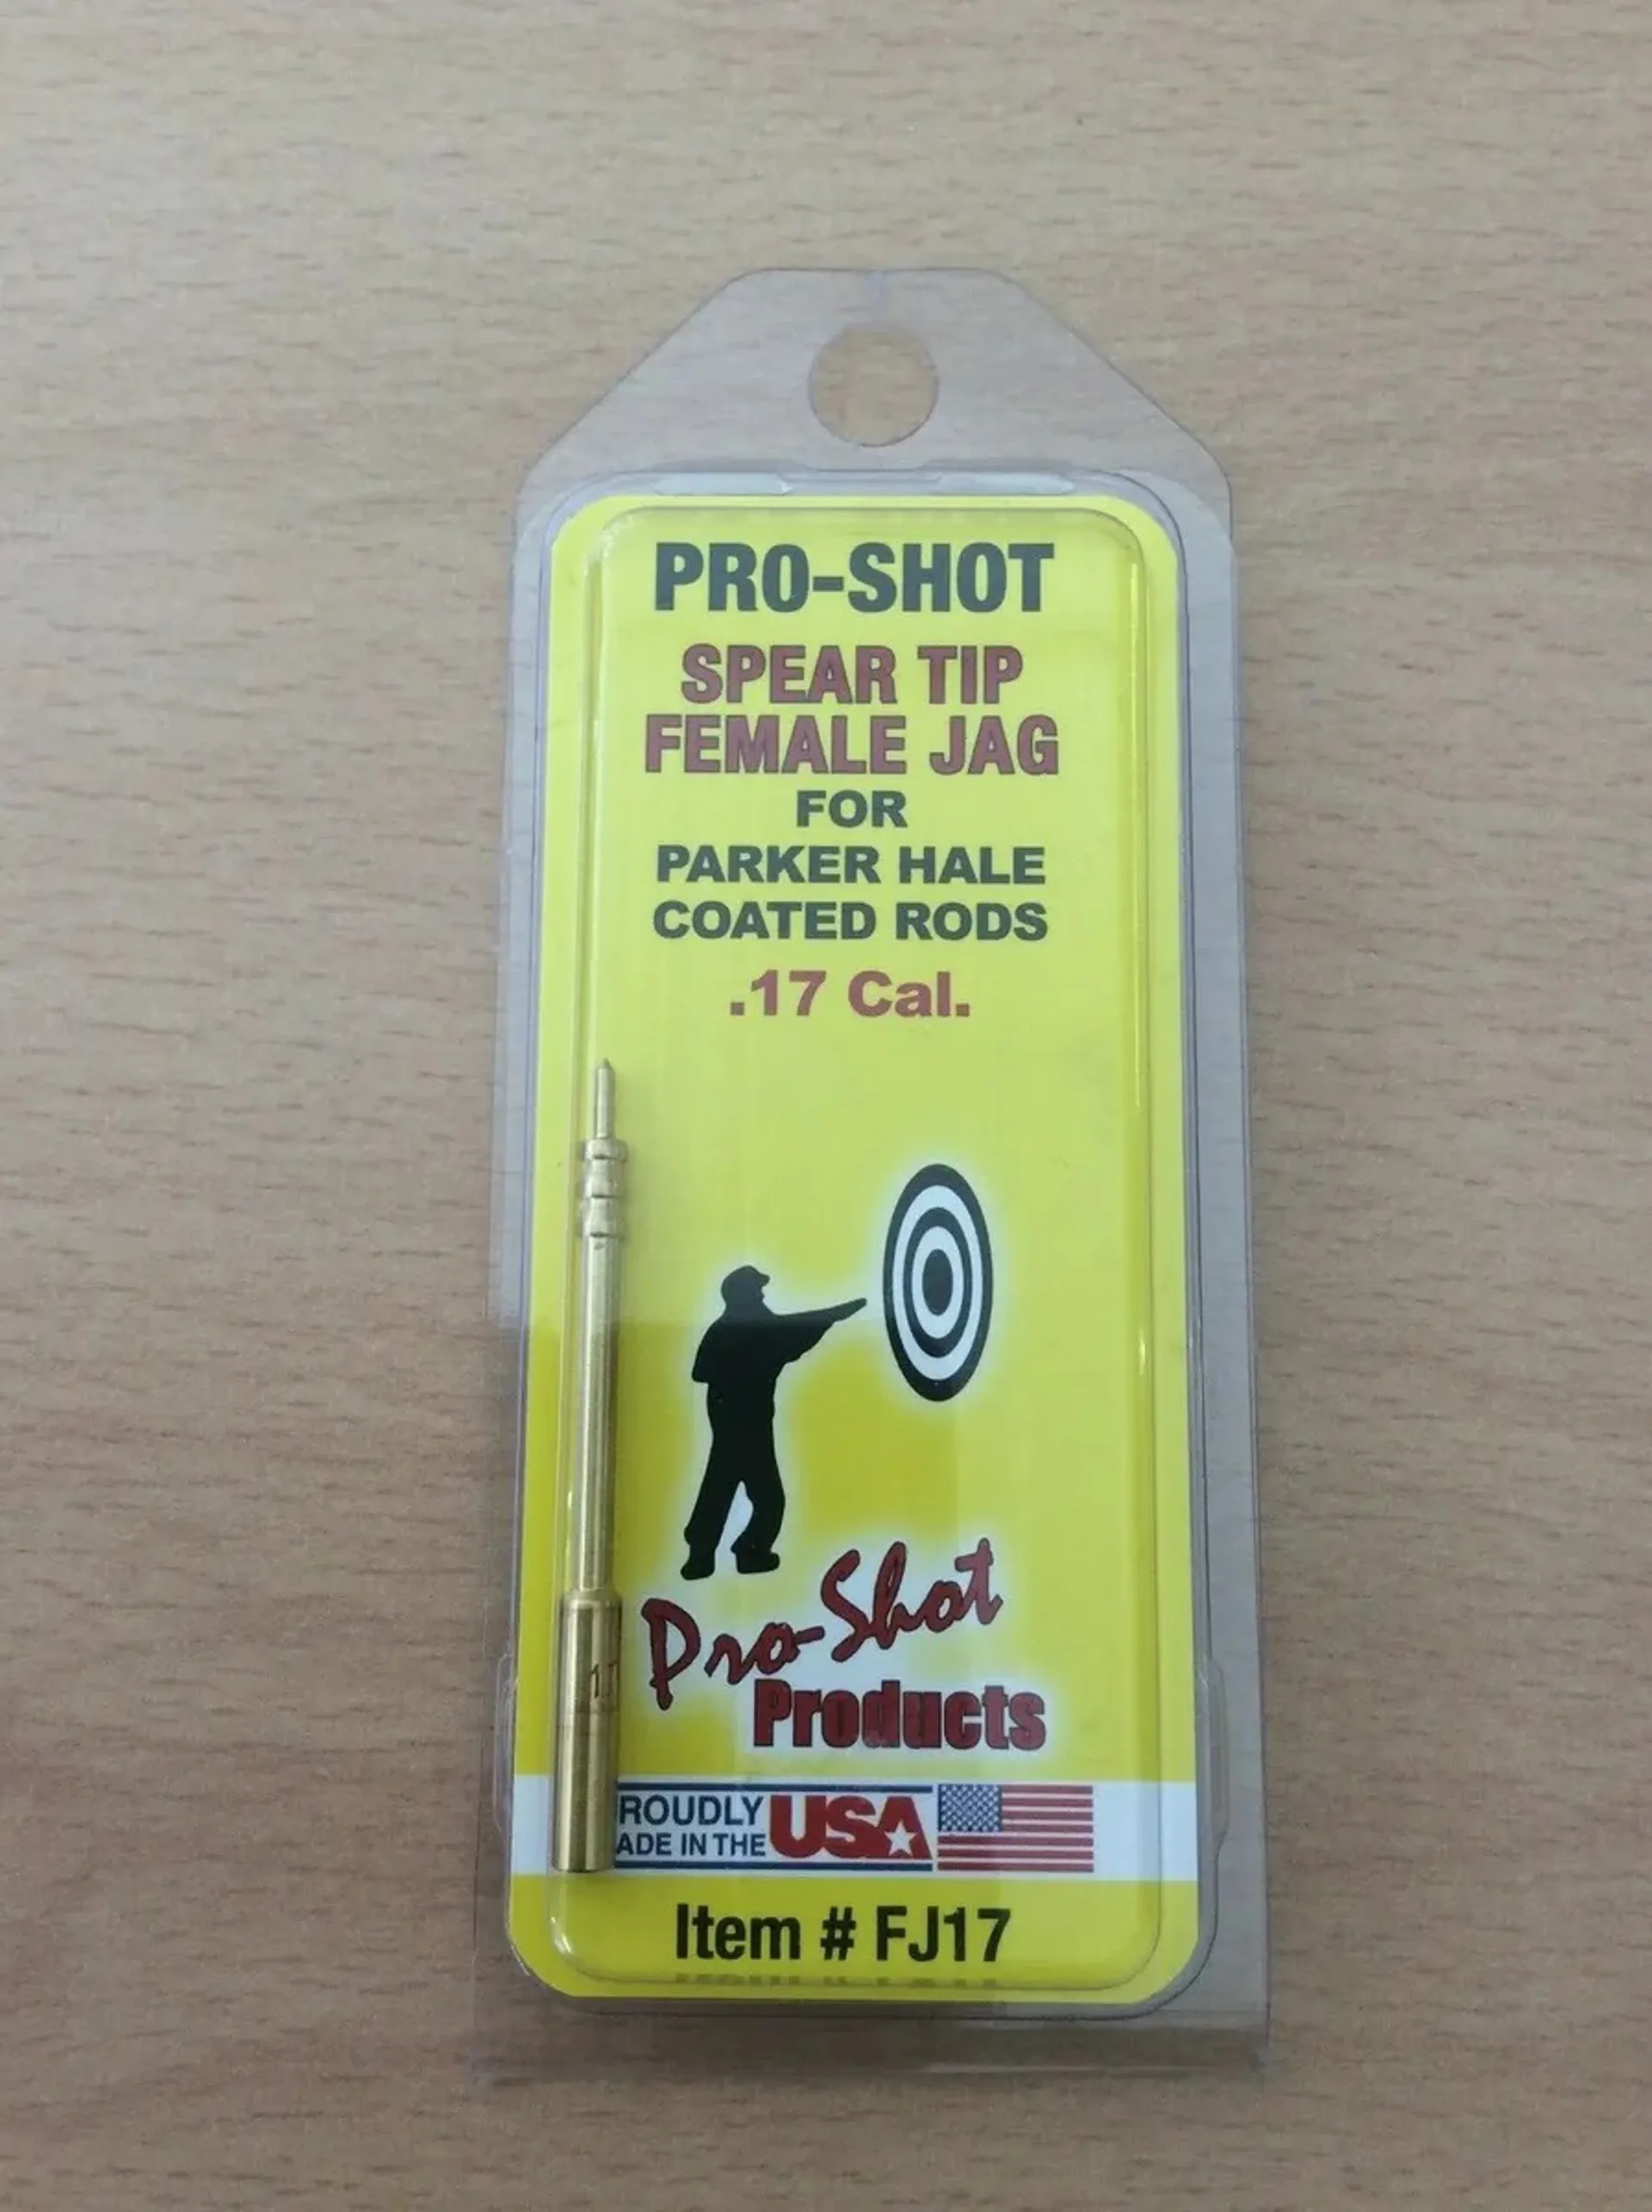 PRO-SHOT
SPEAR TIP
FEMALE JAG
FOR
PARKER HALE
COATED RODS
.17 Cal.
17
Pro-Shot
Products
ROUDLY
ADE IN THE
USA
Item # FJ17